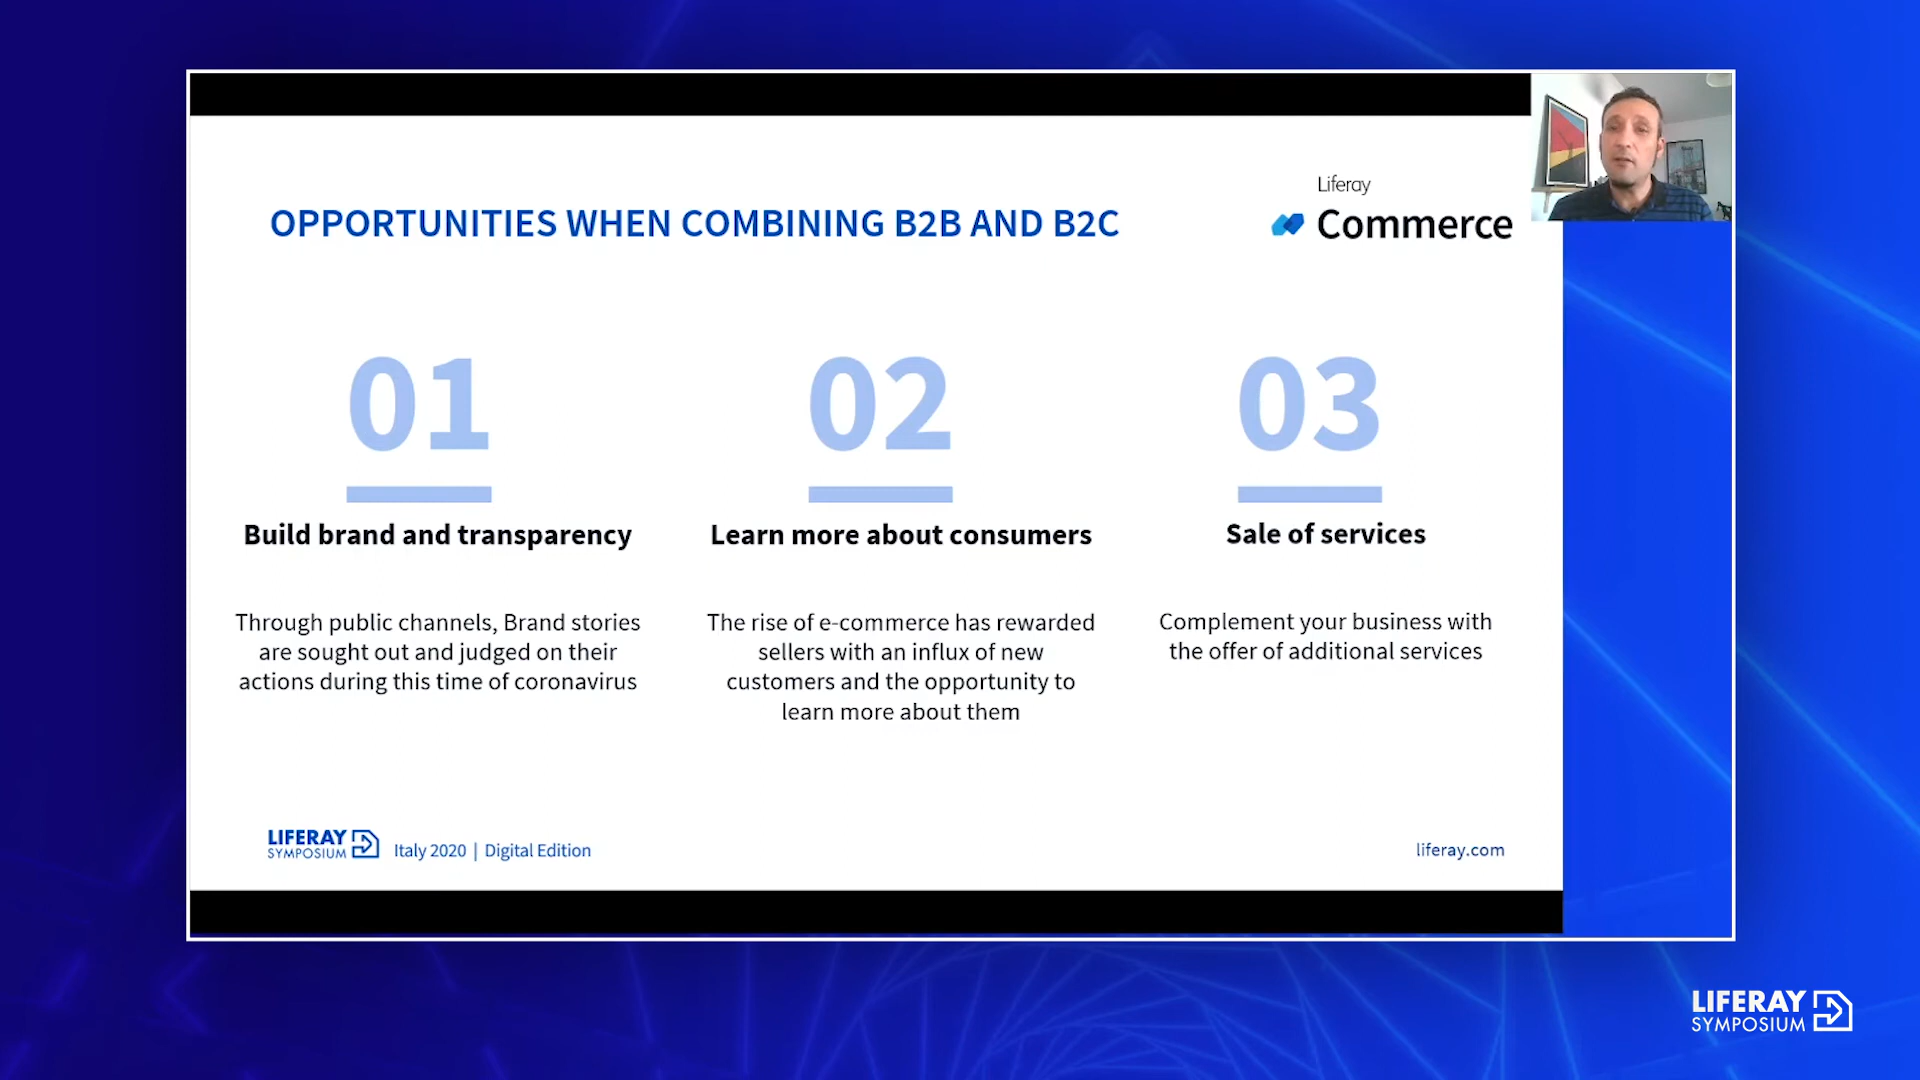 OPPORTUNITIES WHEN COMBINING B2B AND B2C
Liferay
Commerce
01
Build brand and transparency
Through public channels, Brand stories
are sought out and judged on their
actions during this time of coronavirus
02
Learn more about consumers
The rise of e-commerce has rewarded
sellers with an influx of new
customers and the opportunity to
learn more about them
03
Sale of services
Complement your business with
the offer of additional services
LIFERAY
SYMPOSIUM
Italy 2020 | Digital Edition
liferay.com
LIFERAY
SYMPOSIUM